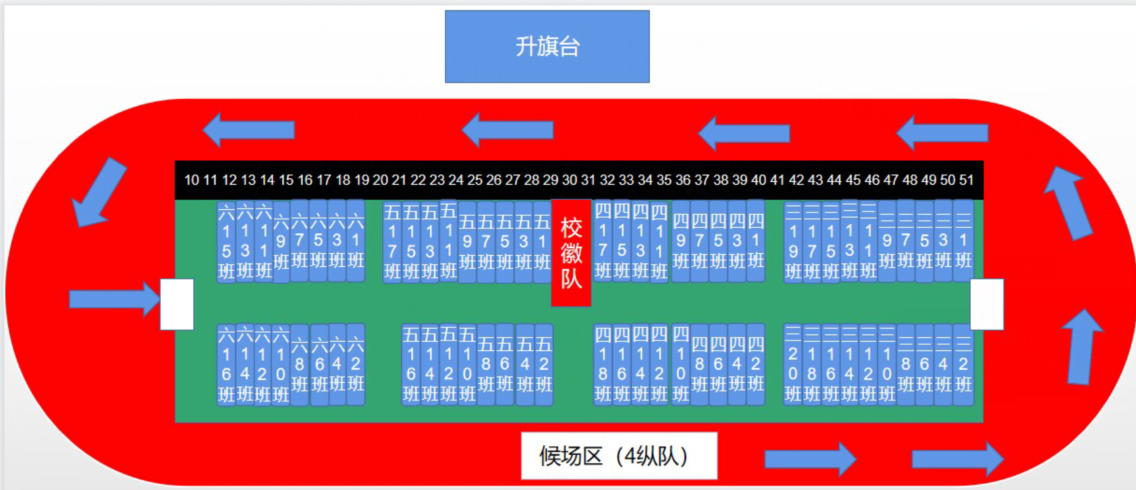 升旗台
10 11 12 13 14 15 16 17 18 19 20 21 22 23 24 25 26 27 28 29 30 31 32 33 34 35 36 37 38 39 40 41 42 43 44 45 46 47 48 49 50 51
六15班
六13班
六11班
六9班
六7班
六5班
六3班
六1班
五17班
五15班
五13班
五11班
五9班
五7班
五5班
五3班
五1班
校徽队
四17班
四15班
四13班
四11班
四9班
四7班
四5班
四3班
四1班
三19班
三17班
三15班
三13班
三11班
三9班
三7班
三5班
三3班
三1班
六16班
六14班
六12班
六10班
六8班
六6班
六4班
六2班
五16班
五14班
五12班
五10班
五8班
五6班
五4班
五2班
四18班
四16班
四14班
四12班
四10班
四8班
四6班
四4班
四2班
三20班
三18班
三16班
三14班
三12班
三10班
三8班
三6班
三4班
三2班
候场区（4纵队）